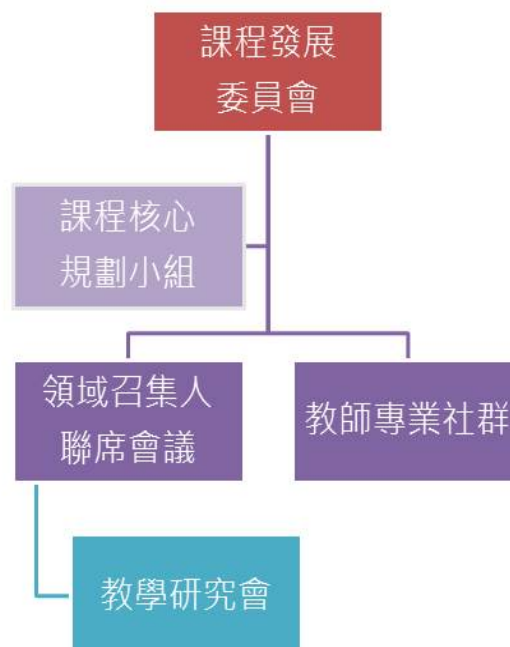 課程發展
委員會
課程核心
規劃小組
領域召集人
聯席會議
教師專業社群
教學研究會